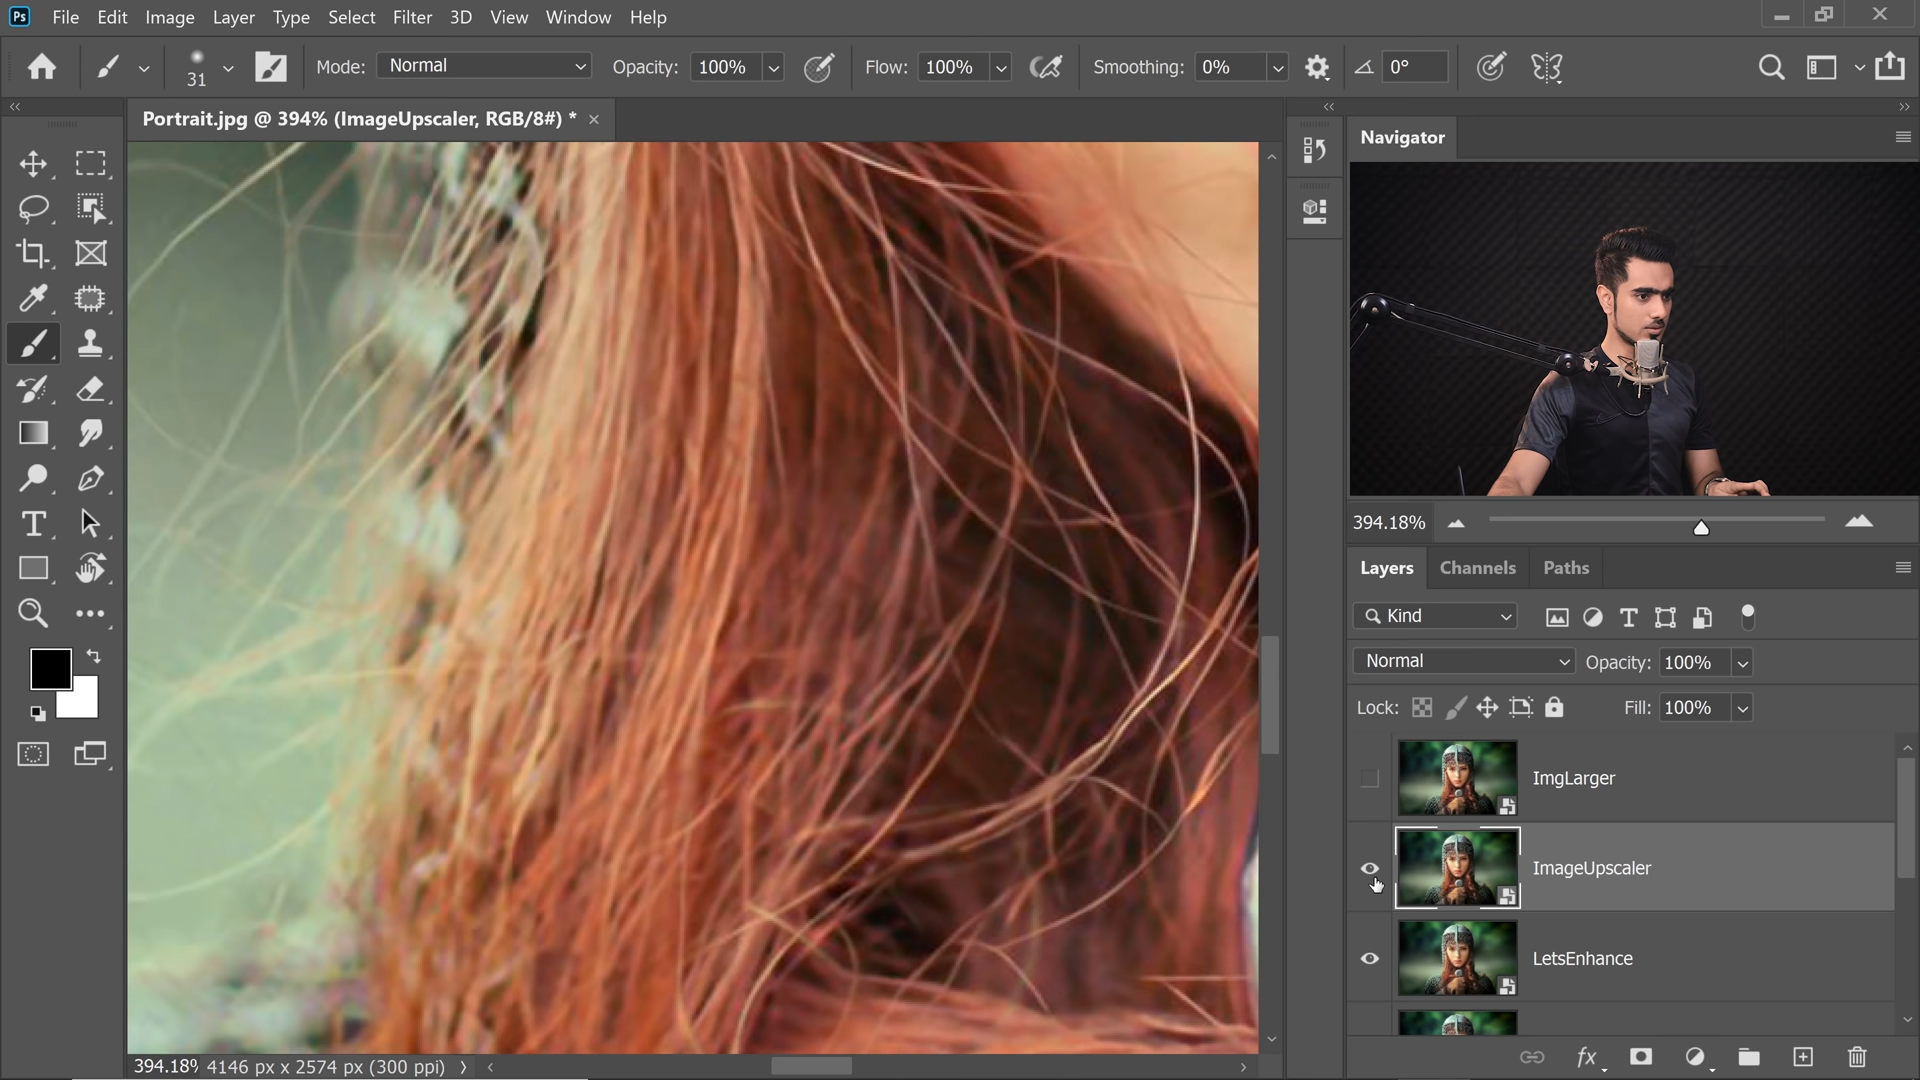 Ps File Edit Image Layer Type Select Filter 3D View Window Help
31 Mode: Normal Opacity: 100% Flow: 100% Smoothing: 0% 0°
Portrait.jpg @ 394% (ImageUpscaler, RGB/8#) *
Navigator
394.18%
Layers Channels Paths
Kind
Normal Opacity: 100%
Lock: Fill: 100%
ImgLarger
ImageUpscaler
LetsEnhance
fx
394.18% 4146 px x 2574 px (300 ppi)